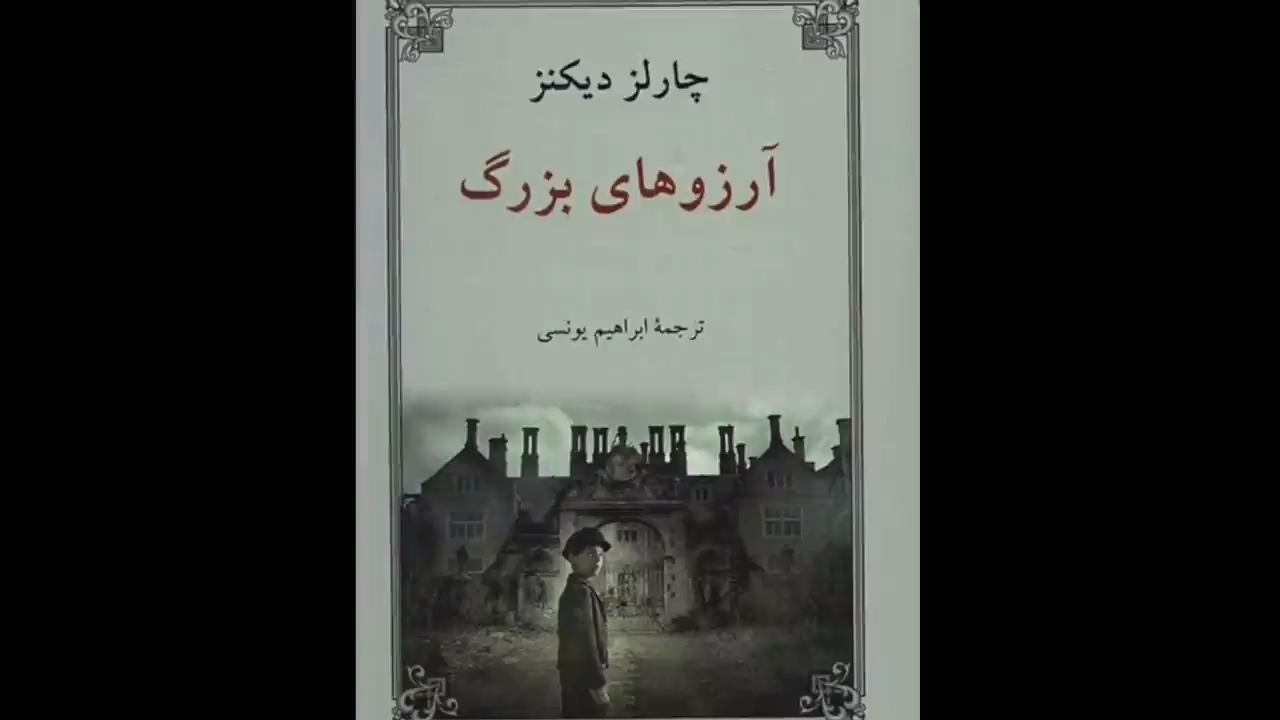 چارلز دیکنز
آرزوهای بزرگ
ترجمهٔ ابراهیم یونسی